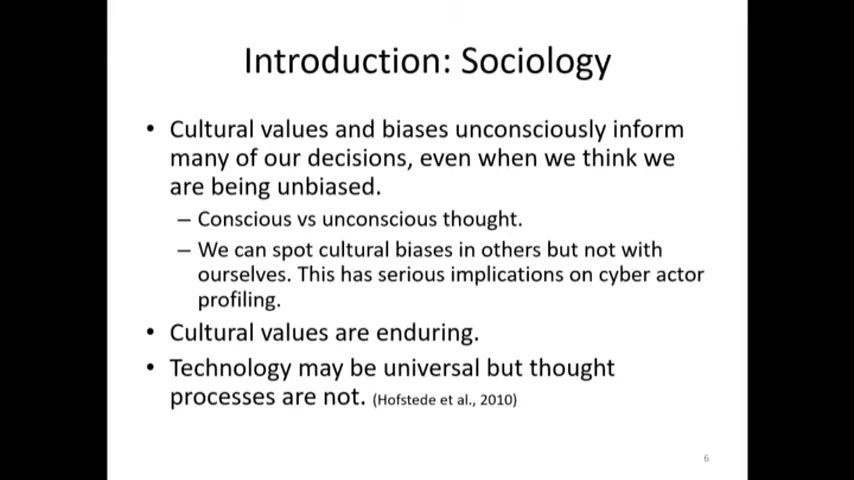 Introduction: Sociology
• Cultural values and biases unconsciously inform
many of our decisions, even when we think we
are being unbiased.
– Conscious vs unconscious thought.
– We can spot cultural biases in others but not with
ourselves. This has serious implications on cyber actor
profiling.
• Cultural values are enduring.
• Technology may be universal but thought
processes are not. (Hofstede et al., 2010)
6